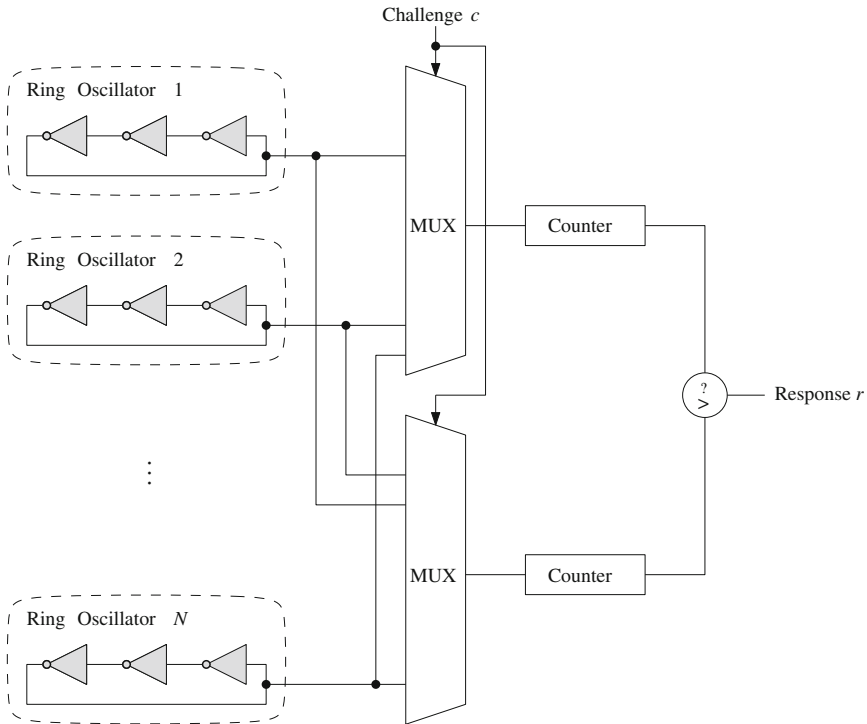 Challenge c
Ring Oscillator 1
MUX
Counter
Ring Oscillator 2
?
>
Response r
⋮
MUX
Counter
Ring Oscillator N